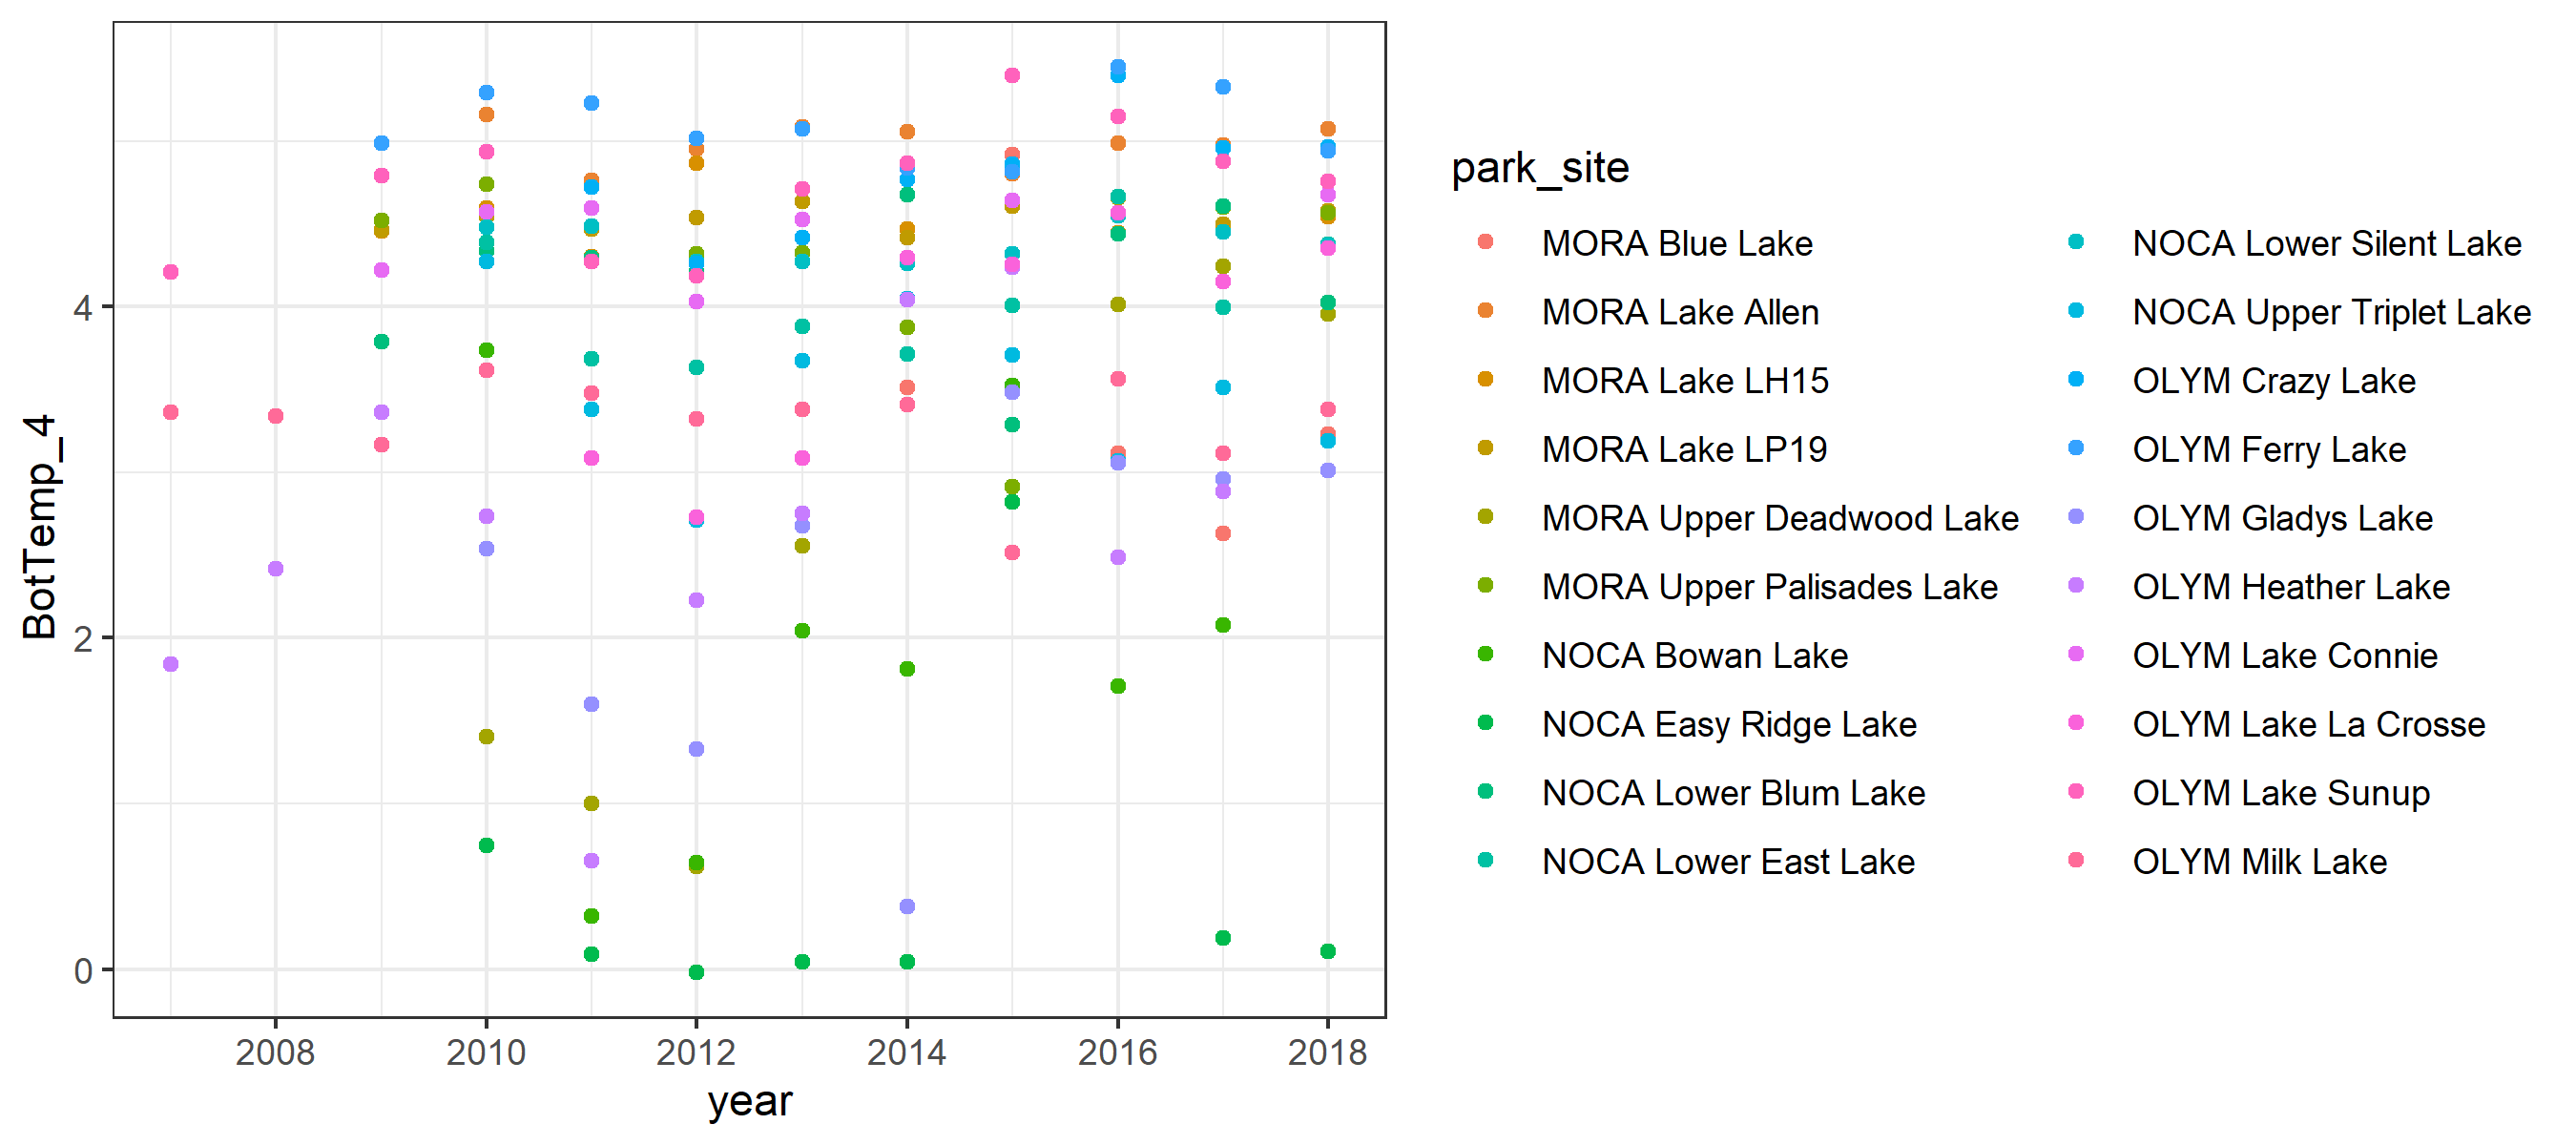 BotTemp_4
4
2
0
2008 2010 2012 2014 2016 2018
year
park_site
MORA Blue Lake
MORA Lake Allen
MORA Lake LH15
MORA Lake LP19
MORA Upper Deadwood Lake
MORA Upper Palisades Lake
NOCA Bowan Lake
NOCA Easy Ridge Lake
NOCA Lower Blum Lake
NOCA Lower East Lake
NOCA Lower Silent Lake
NOCA Upper Triplet Lake
OLYM Crazy Lake
OLYM Ferry Lake
OLYM Gladys Lake
OLYM Heather Lake
OLYM Lake Connie
OLYM Lake La Crosse
OLYM Lake Sunup
OLYM Milk Lake